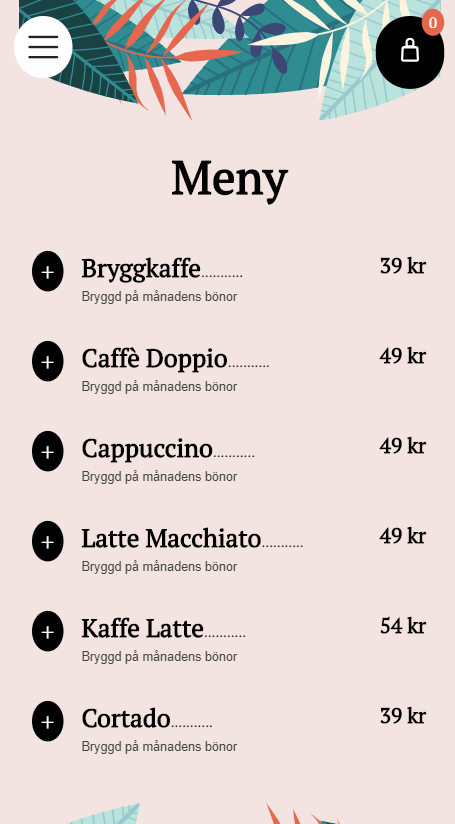 0
Meny
Bryggkaffe........... 39 kr
Bryggd på månadens bönor
Caffè Doppio........... 49 kr
Bryggd på månadens bönor
Cappuccino........... 49 kr
Bryggd på månadens bönor
Latte Macchiato........... 49 kr
Bryggd på månadens bönor
Kaffe Latte........... 54 kr
Bryggd på månadens bönor
Cortado........... 39 kr
Bryggd på månadens bönor